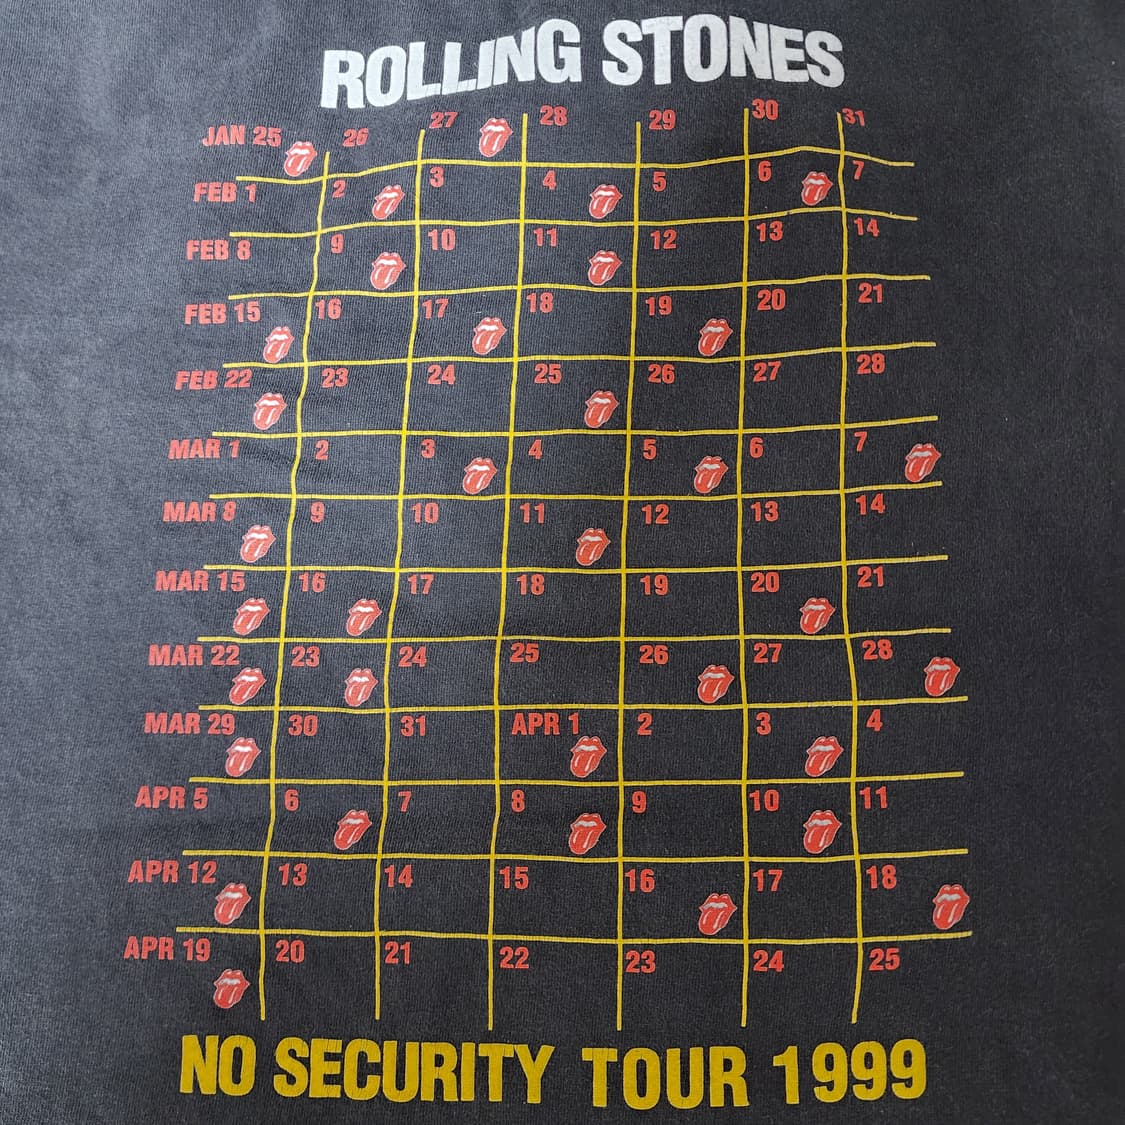 ROLLING STONES
JAN 25 26 27 28 29 30 31
FEB 1 2 3 4 5 6 7
FEB 8 9 10 11 12 13 14
FEB 15 16 17 18 19 20 21
FEB 22 23 24 25 26 27 28
MAR 1 2 3 4 5 6 7
MAR 8 9 10 11 12 13 14
MAR 15 16 17 18 19 20 21
MAR 22 23 24 25 26 27 28
MAR 29 30 31 APR 1 2 3 4
APR 5 6 7 8 9 10 11
APR 12 13 14 15 16 17 18
APR 19 20 21 22 23 24 25
NO SECURITY TOUR 1999